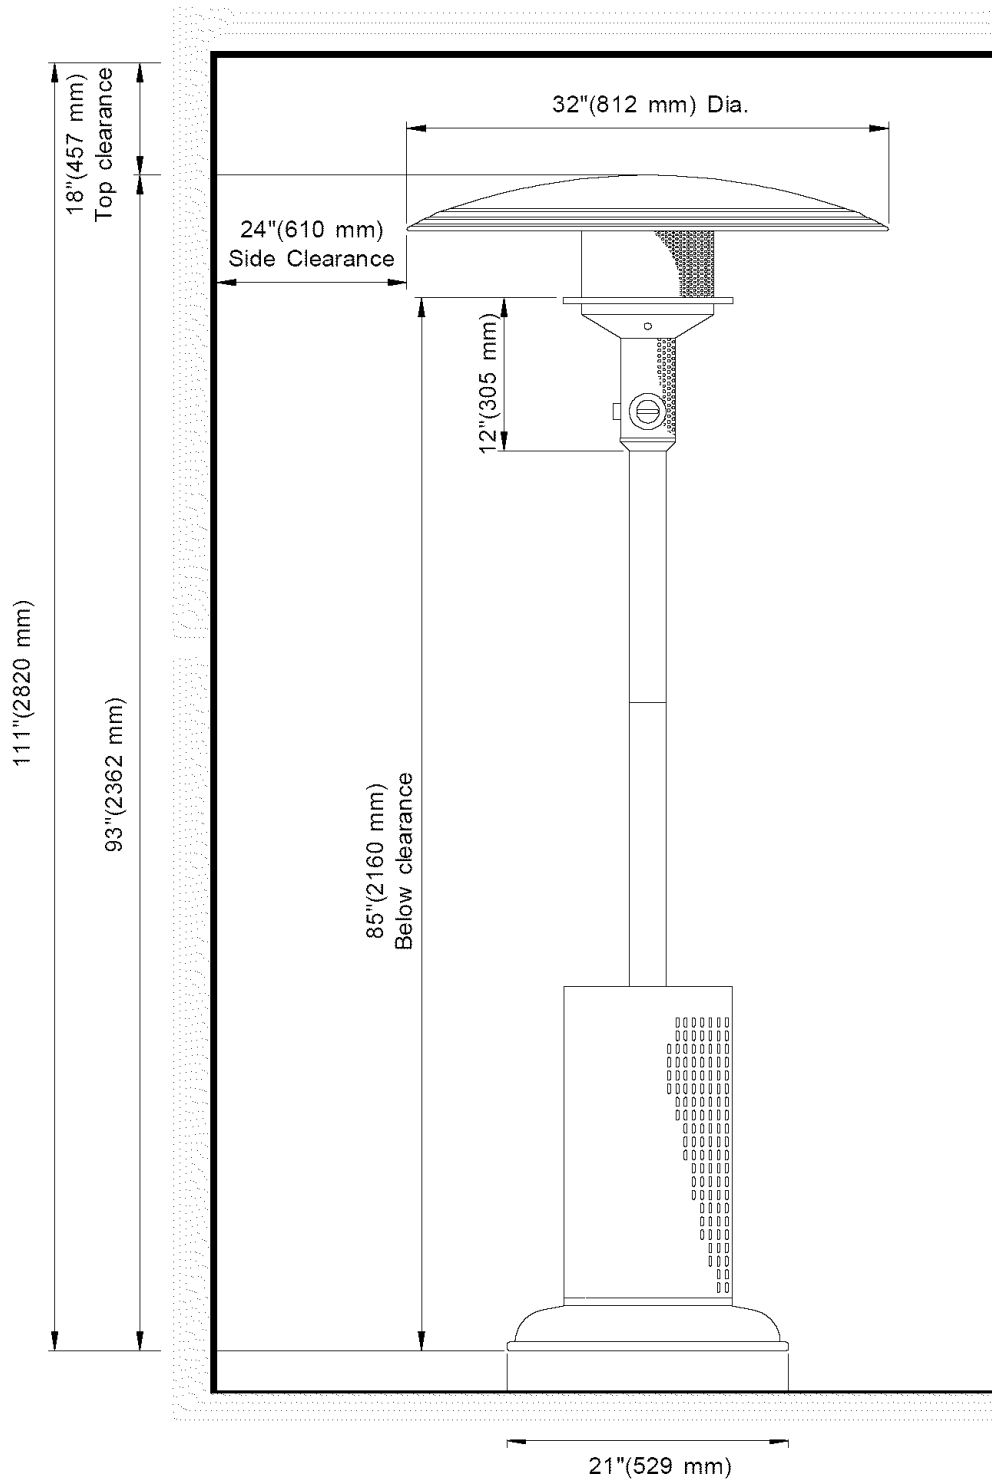 32"(812 mm) Dia.
18"(457 mm)
Top clearance
24"(610 mm)
Side Clearance
12"(305 mm)
111"(2820 mm)
93"(2362 mm)
85"(2160 mm)
Below clearance
21"(529 mm)